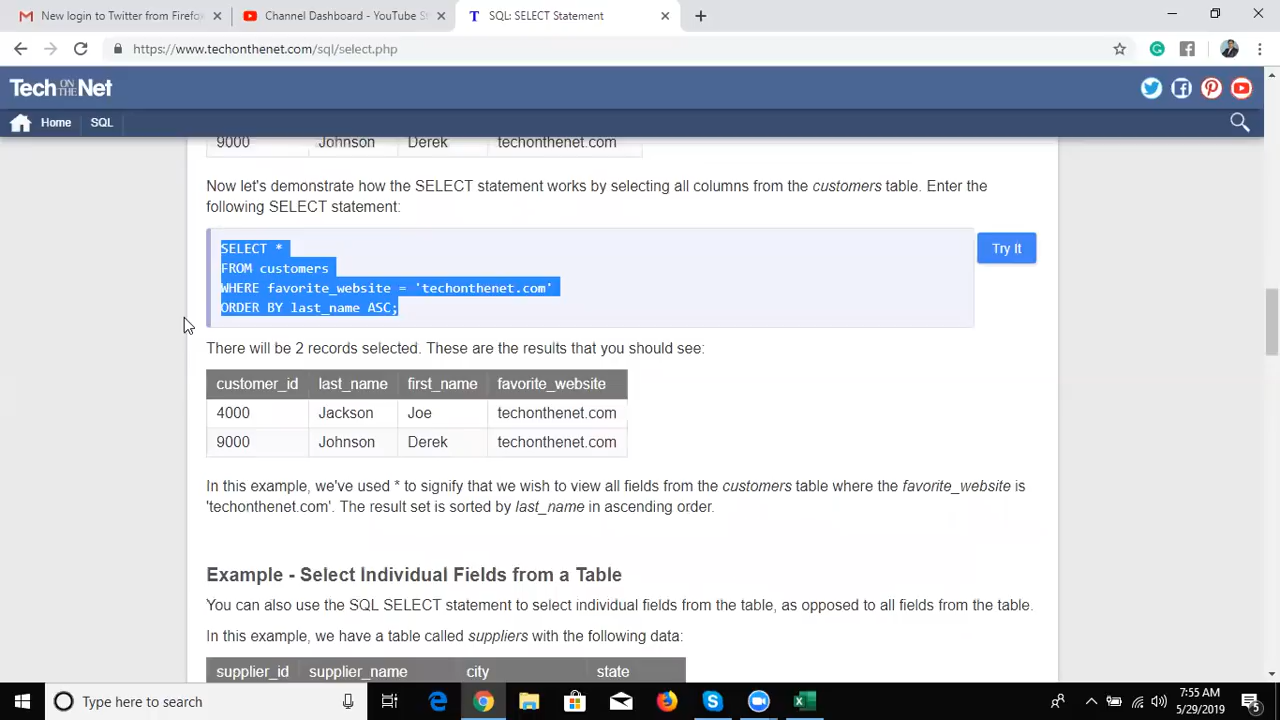 New login to Twitter from Firefox
Channel Dashboard - YouTube St
SQL: SELECT Statement
https://www.techonthenet.com/sql/select.php
Tech ON THE Net
Home
SQL
9000 Johnson Derek techonthenet.com
Now let's demonstrate how the SELECT statement works by selecting all columns from the customers table. Enter the
following SELECT statement:
SELECT *
FROM customers
WHERE favorite_website = 'techonthenet.com'
ORDER BY last_name ASC;
Try It
There will be 2 records selected. These are the results that you should see:
customer_id last_name first_name favorite_website
4000 Jackson Joe techonthenet.com
9000 Johnson Derek techonthenet.com
In this example, we've used * to signify that we wish to view all fields from the customers table where the favorite_website is
'techonthenet.com'. The result set is sorted by last_name in ascending order.
Example - Select Individual Fields from a Table
You can also use the SQL SELECT statement to select individual fields from the table, as opposed to all fields from the table.
In this example, we have a table called suppliers with the following data:
supplier_id supplier_name city state
Type here to search
7:55 AM
5/29/2019
5